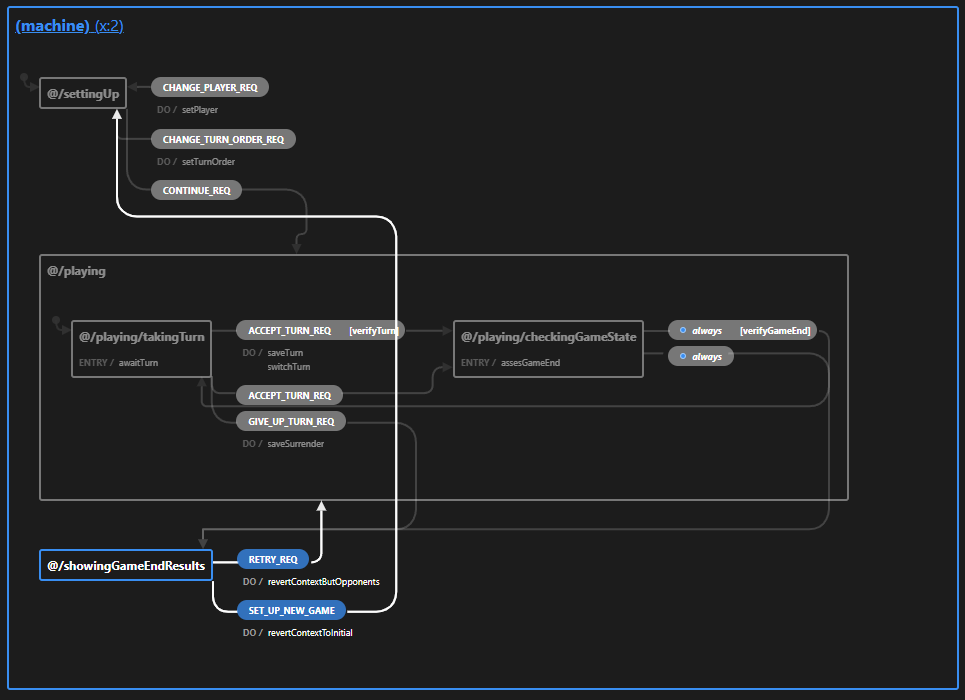 (machine) (x:2)
@/settingUp
CHANGE_PLAYER_REQ
DO / setPlayer
CHANGE_TURN_ORDER_REQ
DO / setTurnOrder
CONTINUE_REQ
@/playing
@/playing/takingTurn
ENTRY / awaitTurn
ACCEPT_TURN_REQ [verifyTurn]
DO / saveTurn
switchTurn
ACCEPT_TURN_REQ
GIVE_UP_TURN_REQ
DO / saveSurrender
@/playing/checkingGameState
ENTRY / assesGameEnd
always [verifyGameEnd]
always
@/showingGameEndResults
RETRY_REQ
DO / revertContextButOpponents
SET_UP_NEW_GAME
DO / revertContextToInitial